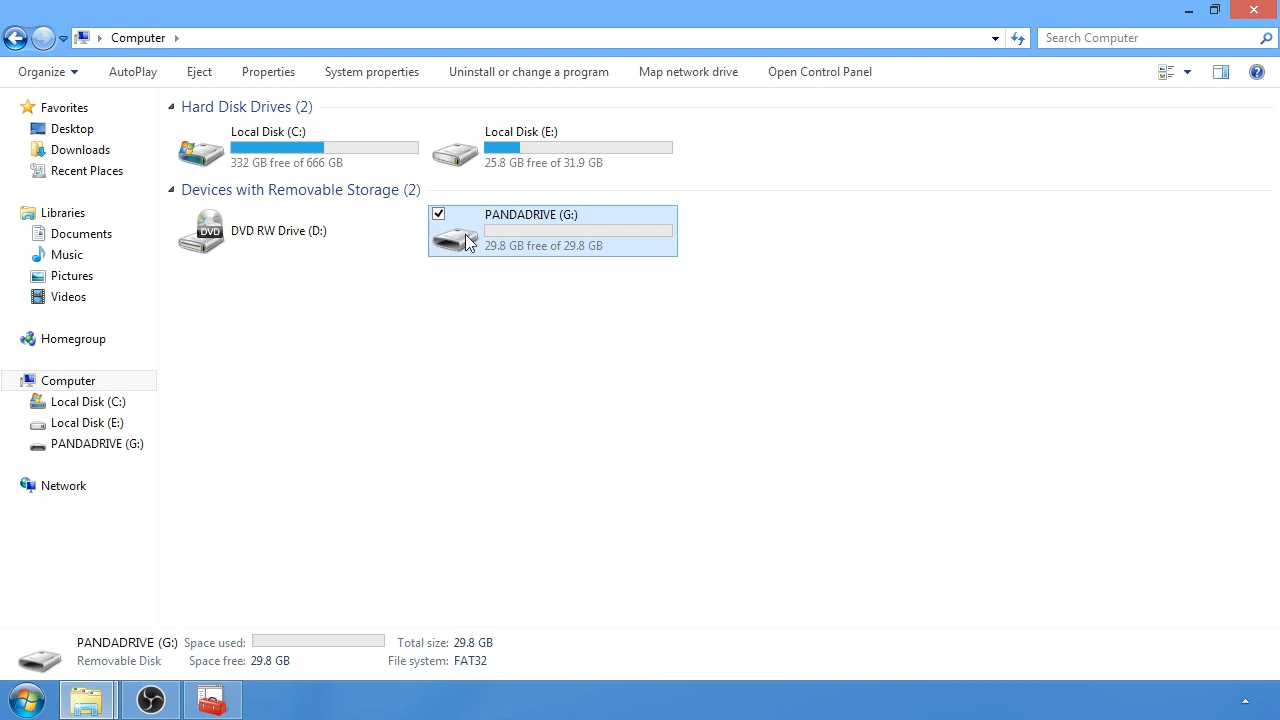 Computer
Search Computer
Organize AutoPlay Eject Properties System properties Uninstall or change a program Map network drive Open Control Panel
Favorites
Desktop
Downloads
Recent Places
Libraries
Documents
Music
Pictures
Videos
Homegroup
Computer
Local Disk (C:)
Local Disk (E:)
PANDADRIVE (G:)
Network
Hard Disk Drives (2)
Local Disk (C:)
332 GB free of 666 GB
Local Disk (E:)
25.8 GB free of 31.9 GB
Devices with Removable Storage (2)
DVD
DVD RW Drive (D:)
PANDADRIVE (G:)
29.8 GB free of 29.8 GB
PANDADRIVE (G:) Space used: Total size: 29.8 GB
Removable Disk Space free: 29.8 GB File system: FAT32